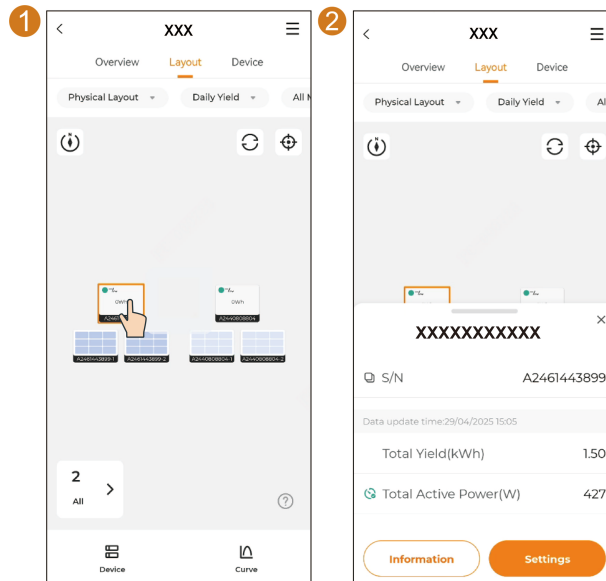 1
XXX
Overview Layout Device
Physical Layout Daily Yield All
N
0Wh 0Wh
A2440808804
A2461443899-1 A2461443899-2 A2440808804-1 A2440808804-2
2
All
?
Device Curve
2
XXX
Overview Layout Device
Physical Layout Daily Yield Al
N
XXXXXXXXXXX
S/N A2461443899
Data update time:29/04/2025 15:05
Total Yield(kWh) 1.50
Total Active Power(W) 427
Information Settings